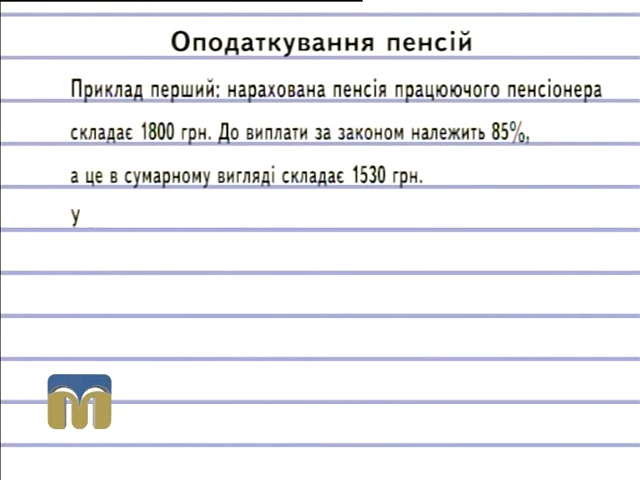 Оподаткування пенсій
Приклад перший: нарахована пенсія працюючого пенсіонера
складає 1800 грн. До виплати за законом належить 85%,
а це в сумарному вигляді складає 1530 грн.
У